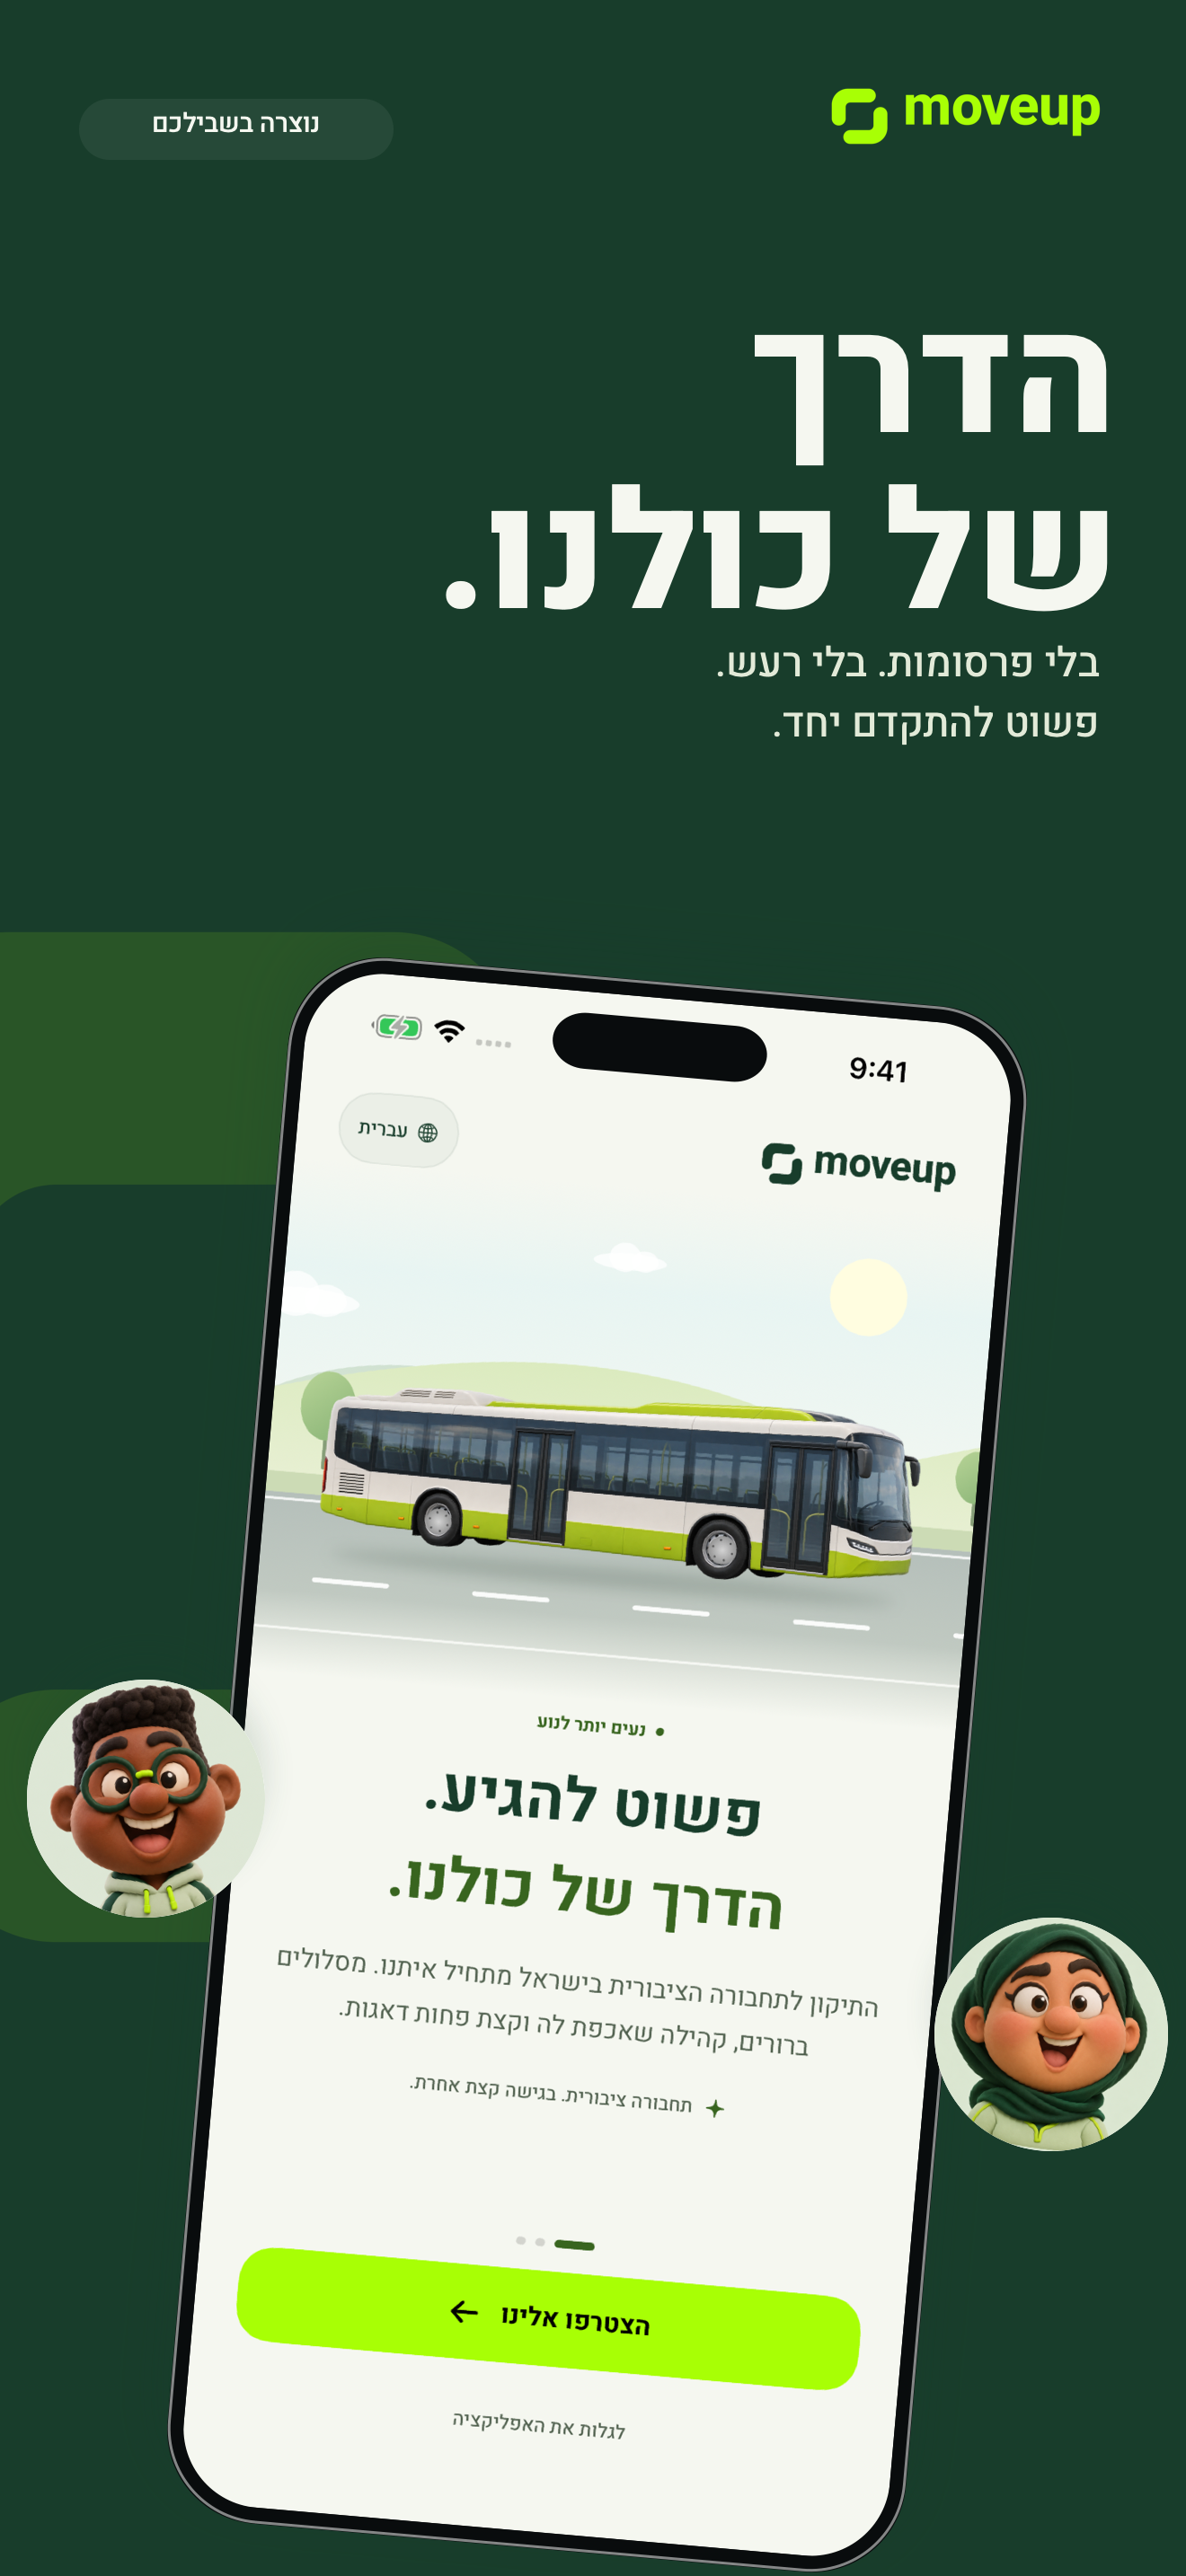 moveup
נוצרה בשבילכם
הדרך
של כולנו.
בלי פרסומות. בלי רעש.
פשוט להתקדם יחד.
9:41
moveup
עברית
נעים יותר לנוע
פשוט להגיע.
הדרך של כולנו.
התיקון לתחבורה הציבורית בישראל מתחיל איתנו. מסלולים
ברורים, קהילה שאכפת לה וקצת פחות דאגות.
תחבורה ציבורית. בגישה קצת אחרת.
הצטרפו אלינו
לגלות את האפליקציה